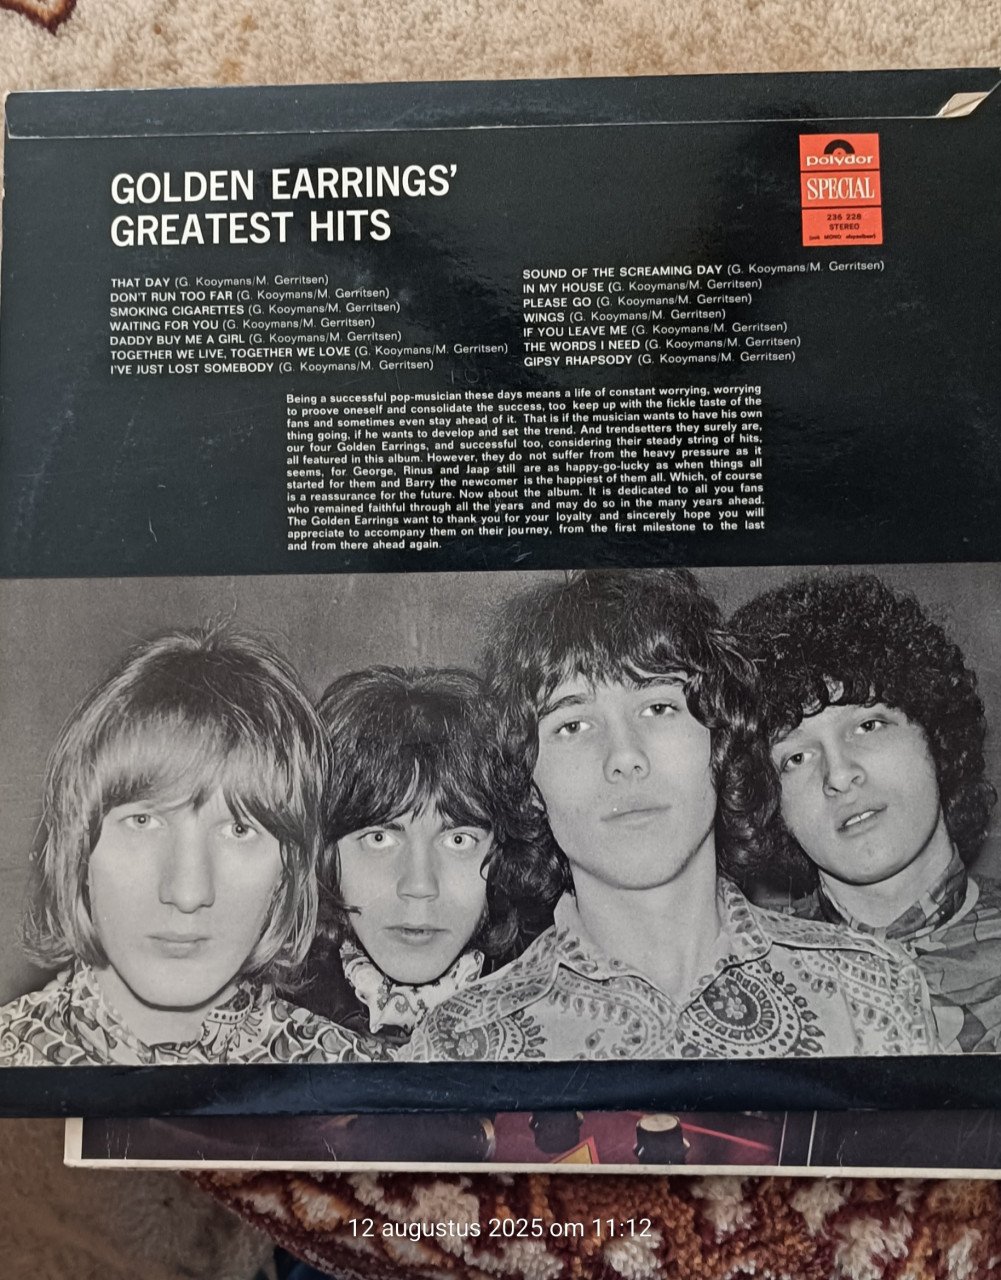 GOLDEN EARRINGS'
GREATEST HITS
polydor
SPECIAL
236 228
STEREO
THAT DAY (G. Kooymans/M. Gerritsen)
DON'T RUN TOO FAR (G. Kooymans/M. Gerritsen)
SMOKING CIGARETTES (G. Kooymans/M. Gerritsen)
WAITING FOR YOU (G. Kooymans/M. Gerritsen)
DADDY BUY ME A GIRL (G. Kooymans/M. Gerritsen)
TOGETHER WE LIVE, TOGETHER WE LOVE (G. Kooymans/M. Gerritsen)
I'VE JUST LOST SOMEBODY (G. Kooymans/M. Gerritsen)
SOUND OF THE SCREAMING DAY (G. Kooymans/M. Gerritsen)
IN MY HOUSE (G. Kooymans/M. Gerritsen)
PLEASE GO (G. Kooymans/M. Gerritsen)
WINGS (G. Kooymans/M. Gerritsen)
IF YOU LEAVE ME (G. Kooymans/M. Gerritsen)
THE WORDS I NEED (G. Kooymans/M. Gerritsen)
GIPSY RHAPSODY (G. Kooymans/M. Gerritsen)
Being a successful pop-musician these days means a life of constant worrying, worrying
to proove oneself and consolidate the success, too keep up with the fickle taste of the
fans and sometimes even stay ahead of it. That is if the musician wants to have his own
thing going, if he wants to develop and set the trend. And trendsetters they surely are,
our four Golden Earrings, and successful too, considering their steady string of hits,
all featured in this album. However, they do not suffer from the heavy pressure as it
seems, for George, Rinus and Jaap still are as happy-go-lucky as when things all
started for them and Barry the newcomer is the happiest of them all. Which, of course
is a reassurance for the future. Now about the album. It is dedicated to all you fans
who remained faithful through all the years and may do so in the many years ahead.
The Golden Earrings want to thank you for your loyalty and sincerely hope you will
appreciate to accompany them on their journey, from the first milestone to the last
and from there ahead again.
12 augustus 2025 om 11:12